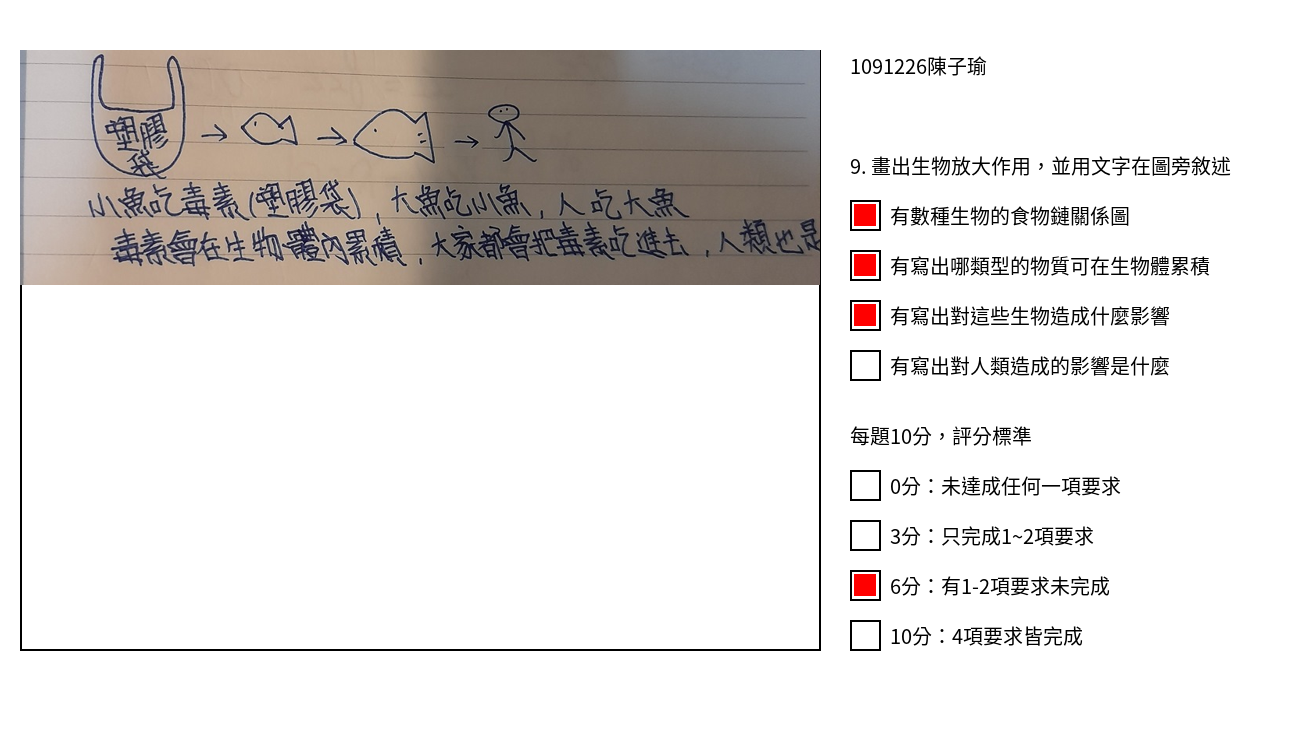 塑膠
袋
小魚吃毒素(塑膠袋),大魚吃小魚,人吃大魚
毒素會在生物體內累積,大家都會把毒素吃進去,人類也是
1091226陳子瑜
9. 畫出生物放大作用，並用文字在圖旁敘述
有數種生物的食物鏈關係圖
有寫出哪類型的物質可在生物體累積
有寫出對這些生物造成什麼影響
有寫出對人類造成的影響是什麼
每題10分，評分標準
0分：未達成任何一項要求
3分：只完成1~2項要求
6分：有1-2項要求未完成
10分：4項要求皆完成